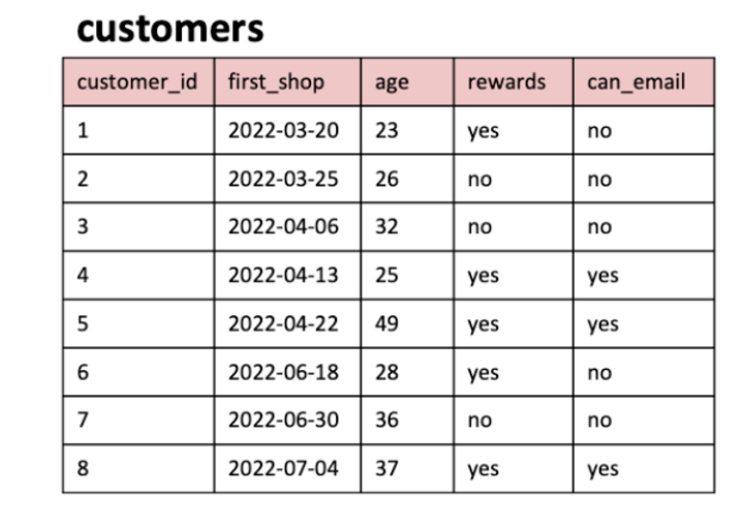 customers
customer_id first_shop age rewards can_email
1 2022-03-20 23 yes no
2 2022-03-25 26 no no
3 2022-04-06 32 no no
4 2022-04-13 25 yes yes
5 2022-04-22 49 yes yes
6 2022-06-18 28 yes no
7 2022-06-30 36 no no
8 2022-07-04 37 yes yes